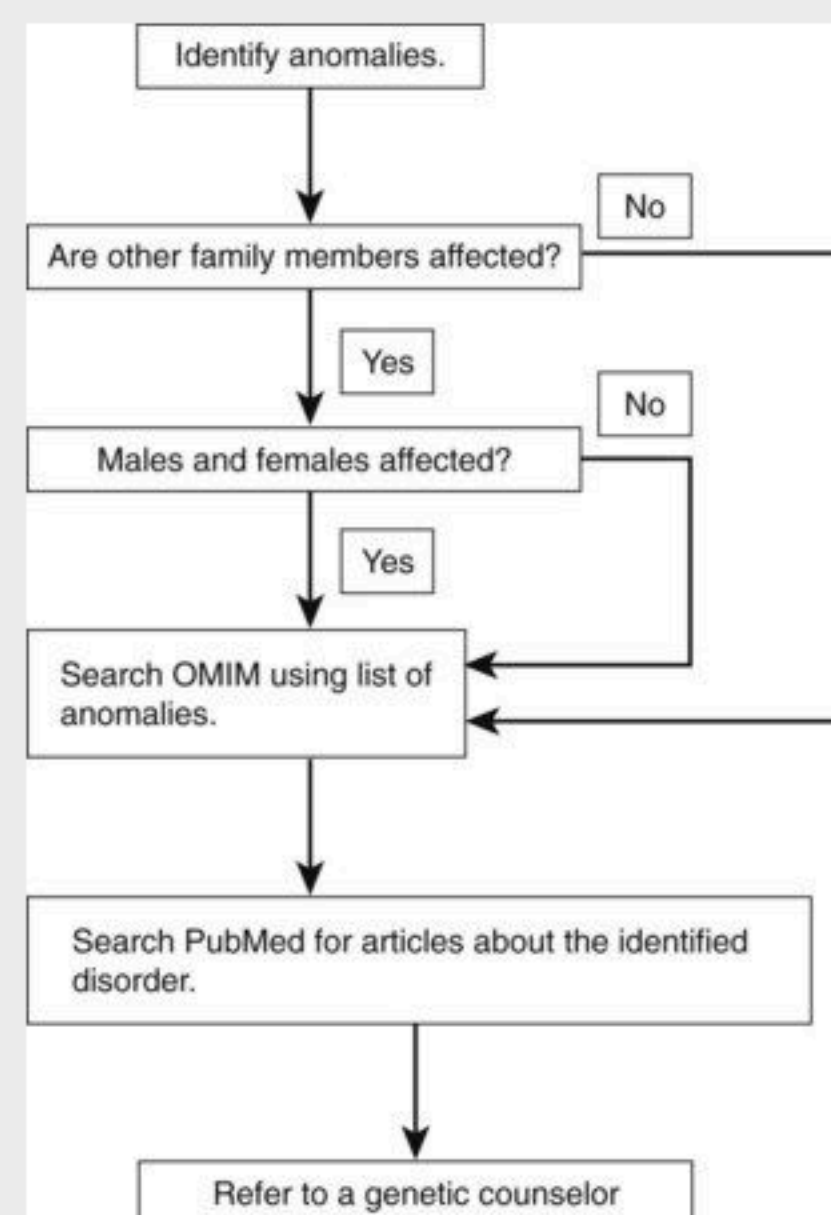 Identify anomalies.
Are other family members affected?
No
Yes
Males and females affected?
No
Yes
Search OMIM using list of
anomalies.
Search PubMed for articles about the identified
disorder.
Refer to a genetic counselor